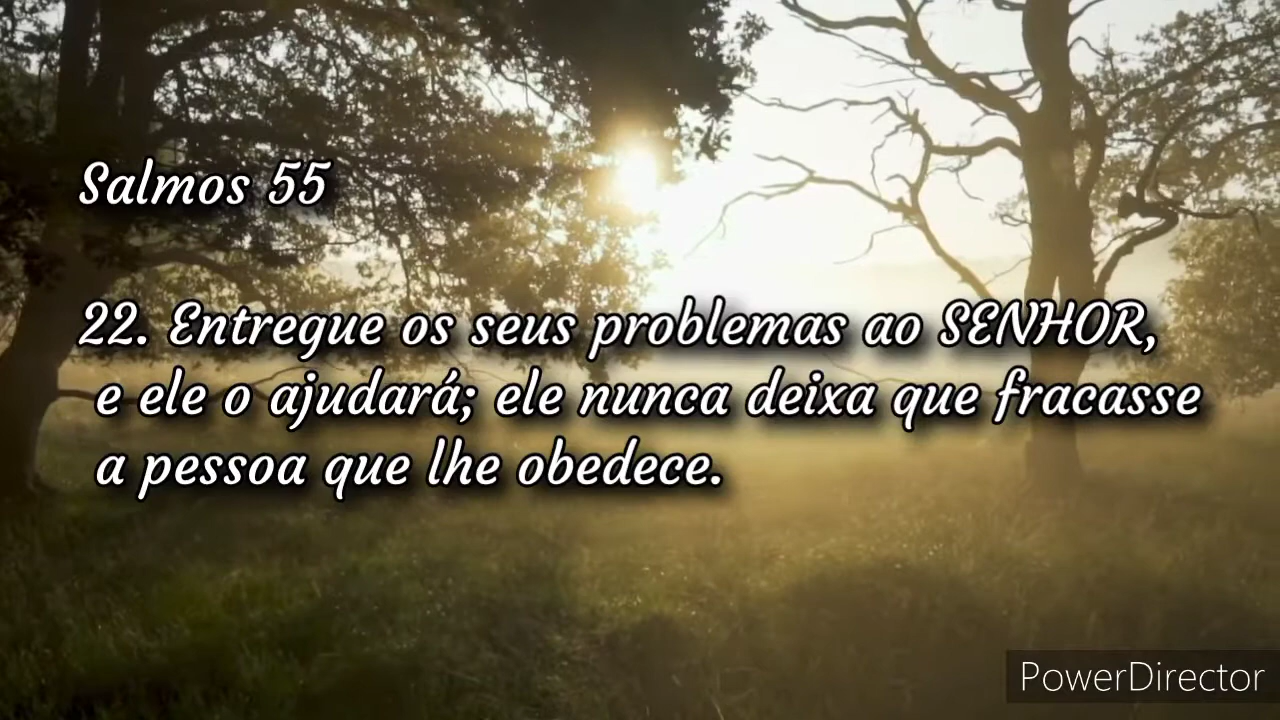 Salmos 55
22. Entregue os seus problemas ao SENHOR,
e ele o ajudará; ele nunca deixa que fracasse
a pessoa que lhe obedece.
PowerDirector